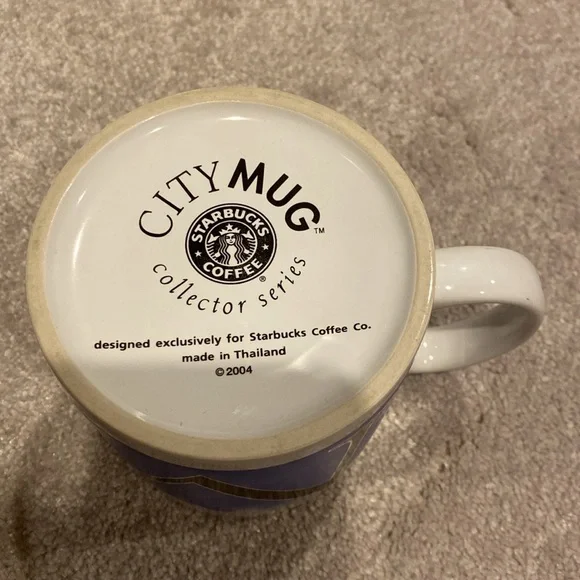 CITY MUG™
STARBUCKS
COFFEE®
collector series
designed exclusively for Starbucks Coffee Co.
made in Thailand
©2004